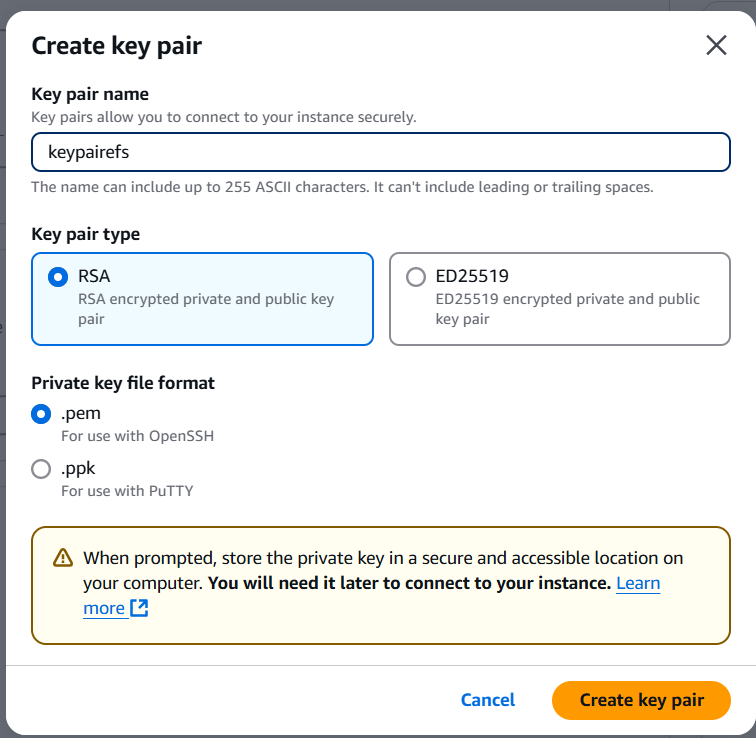 Create key pair
Key pair name
Key pairs allow you to connect to your instance securely.
keypairefs
The name can include up to 255 ASCII characters. It can't include leading or trailing spaces.
Key pair type
RSA
RSA encrypted private and public key
pair
ED25519
ED25519 encrypted private and public
key pair
Private key file format
.pem
For use with OpenSSH
.ppk
For use with PuTTY
When prompted, store the private key in a secure and accessible location on
your computer. You will need it later to connect to your instance. Learn
more
Cancel
Create key pair